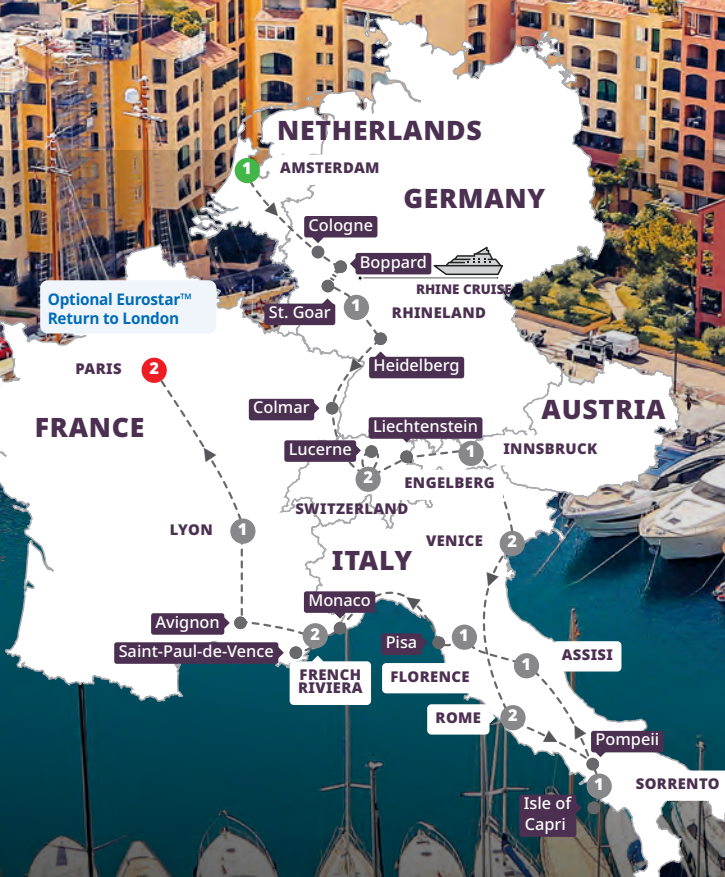 NETHERLANDS
1
AMSTERDAM
GERMANY
Cologne
Boppard
RHINE CRUISE
St. Goar
1
RHINELAND
Optional Eurostar™
Return to London
PARIS
2
Heidelberg
FRANCE
Colmar
AUSTRIA
Liechtenstein
Lucerne
1
INNSBRUCK
2
ENGELBERG
SWITZERLAND
LYON
1
VENICE
2
ITALY
Monaco
Avignon
2
Saint-Paul-de-Vence
FRENCH
RIVIERA
Pisa
1
FLORENCE
1
ASSISI
ROME
2
Pompeii
1
SORRENTO
Isle of
Capri